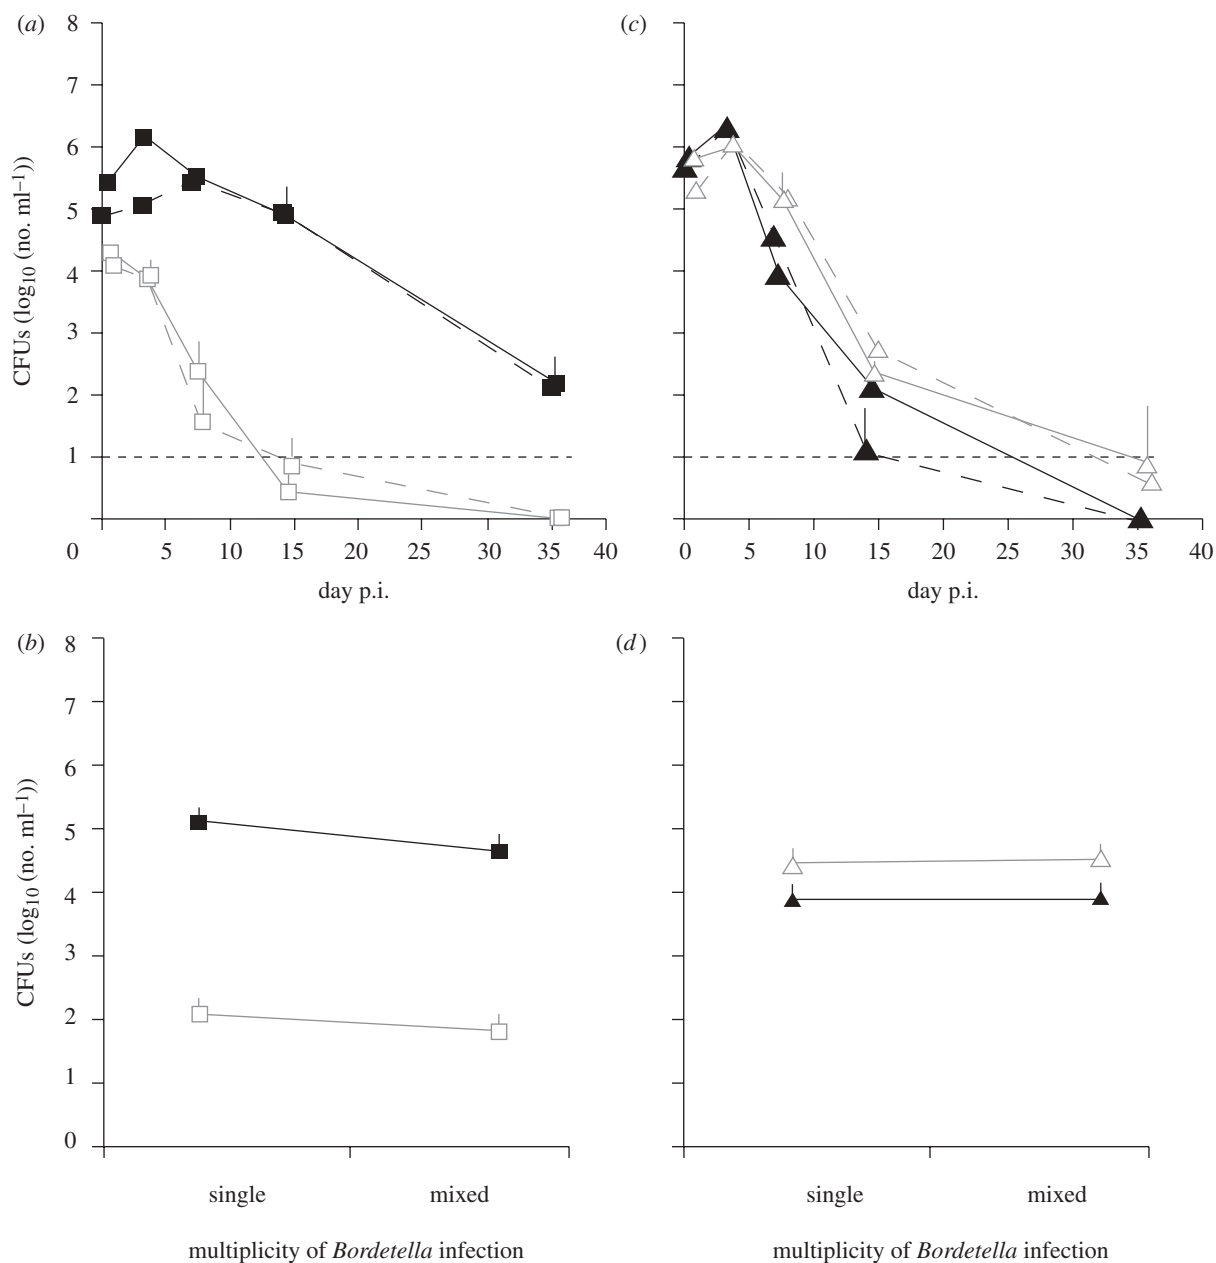 (a)
8
7
6
5
4
3
2
1
CFUs (log10 (no. ml−1))
0 5 10 15 20 25 30 35 40
day p.i.
(c)
0 5 10 15 20 25 30 35 40
day p.i.
(b)
8
7
6
5
4
3
2
1
0
CFUs (log10 (no. ml−1))
single mixed
multiplicity of Bordetella infection
(d)
single mixed
multiplicity of Bordetella infection